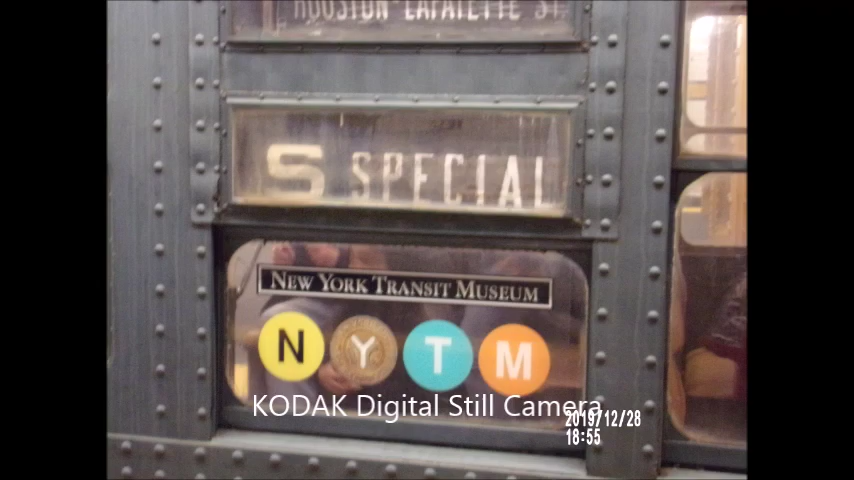 HOUSTON-LAFAYETTE ST.
S SPECIAL
NEW YORK TRANSIT MUSEUM
N Y T M
KODAK Digital Still Camera
2019/12/28
18:55